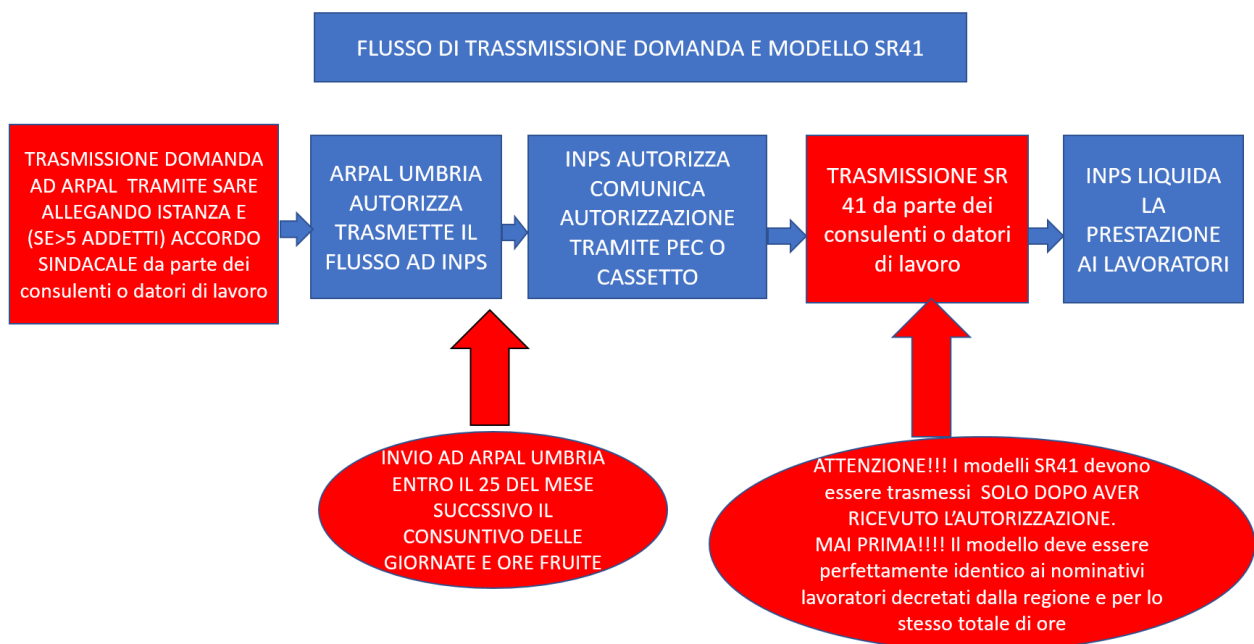 FLUSSO DI TRASSMISSIONE DOMANDA E MODELLO SR41
TRASMISSIONE DOMANDA
AD ARPAL TRAMITE SARE
ALLEGANDO ISTANZA E
(SE>5 ADDETTI) ACCORDO
SINDACALE da parte dei
consulenti o datori di lavoro
ARPAL UMBRIA
AUTORIZZA
TRASMETTE IL
FLUSSO AD INPS
INPS AUTORIZZA
COMUNICA
AUTORIZZAZIONE
TRAMITE PEC O
CASSETTO
TRASMISSIONE SR
41 da parte dei
consulenti o datori
di lavoro
INPS LIQUIDA
LA
PRESTAZIONE
AI LAVORATORI
INVIO AD ARPAL UMBRIA
ENTRO IL 25 DEL MESE
SUCCSSIVO IL
CONSUNTIVO DELLE
GIORNATE E ORE FRUITE
ATTENZIONE!!! I modelli SR41 devono
essere trasmessi SOLO DOPO AVER
RICEVUTO L'AUTORIZZAZIONE.
MAI PRIMA!!!! Il modello deve essere
perfettamente identico ai nominativi
lavoratori decretati dalla regione e per lo
stesso totale di ore